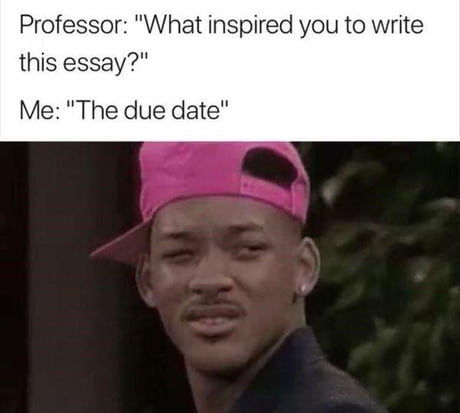 Professor: "What inspired you to write
this essay?"
Me: "The due date"